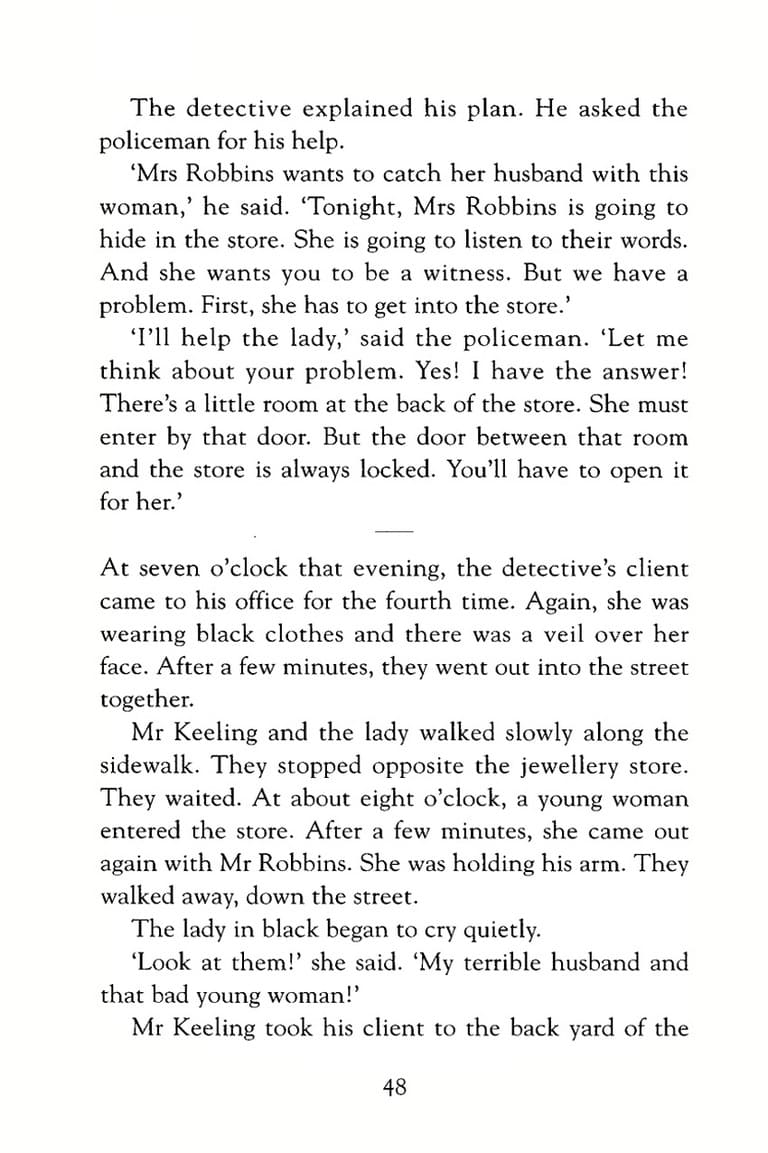 The detective explained his plan. He asked the
policeman for his help.
‘Mrs Robbins wants to catch her husband with this
woman,’ he said. ‘Tonight, Mrs Robbins is going to
hide in the store. She is going to listen to their words.
And she wants you to be a witness. But we have a
problem. First, she has to get into the store.’
‘I’ll help the lady,’ said the policeman. ‘Let me
think about your problem. Yes! I have the answer!
There’s a little room at the back of the store. She must
enter by that door. But the door between that room
and the store is always locked. You’ll have to open it
for her.’
At seven o’clock that evening, the detective’s client
came to his office for the fourth time. Again, she was
wearing black clothes and there was a veil over her
face. After a few minutes, they went out into the street
together.
Mr Keeling and the lady walked slowly along the
sidewalk. They stopped opposite the jewellery store.
They waited. At about eight o’clock, a young woman
entered the store. After a few minutes, she came out
again with Mr Robbins. She was holding his arm. They
walked away, down the street.
The lady in black began to cry quietly.
‘Look at them!’ she said. ‘My terrible husband and
that bad young woman!’
Mr Keeling took his client to the back yard of the
48